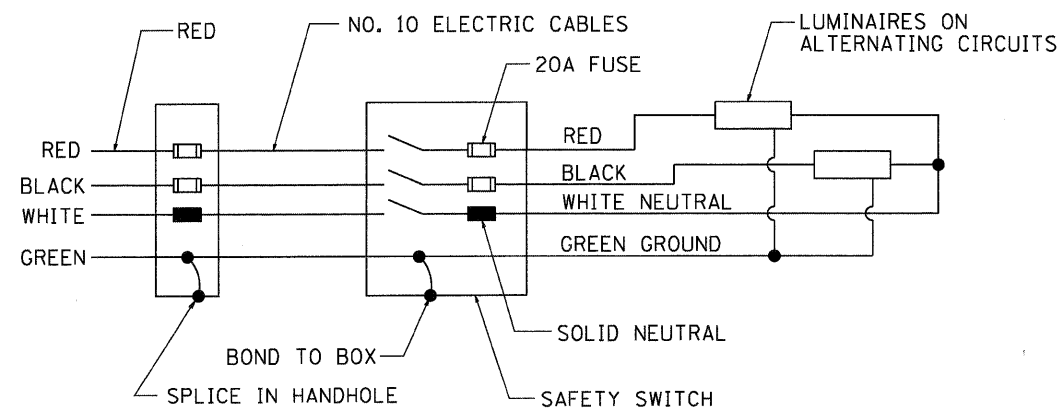 RED
NO. 10 ELECTRIC CABLES
LUMINAIRES ON
ALTERNATING CIRCUITS
20A FUSE
RED
RED
BLACK
BLACK
WHITE
WHITE NEUTRAL
GREEN
GREEN GROUND
SOLID NEUTRAL
BOND TO BOX
SPLICE IN HANDHOLE
SAFETY SWITCH